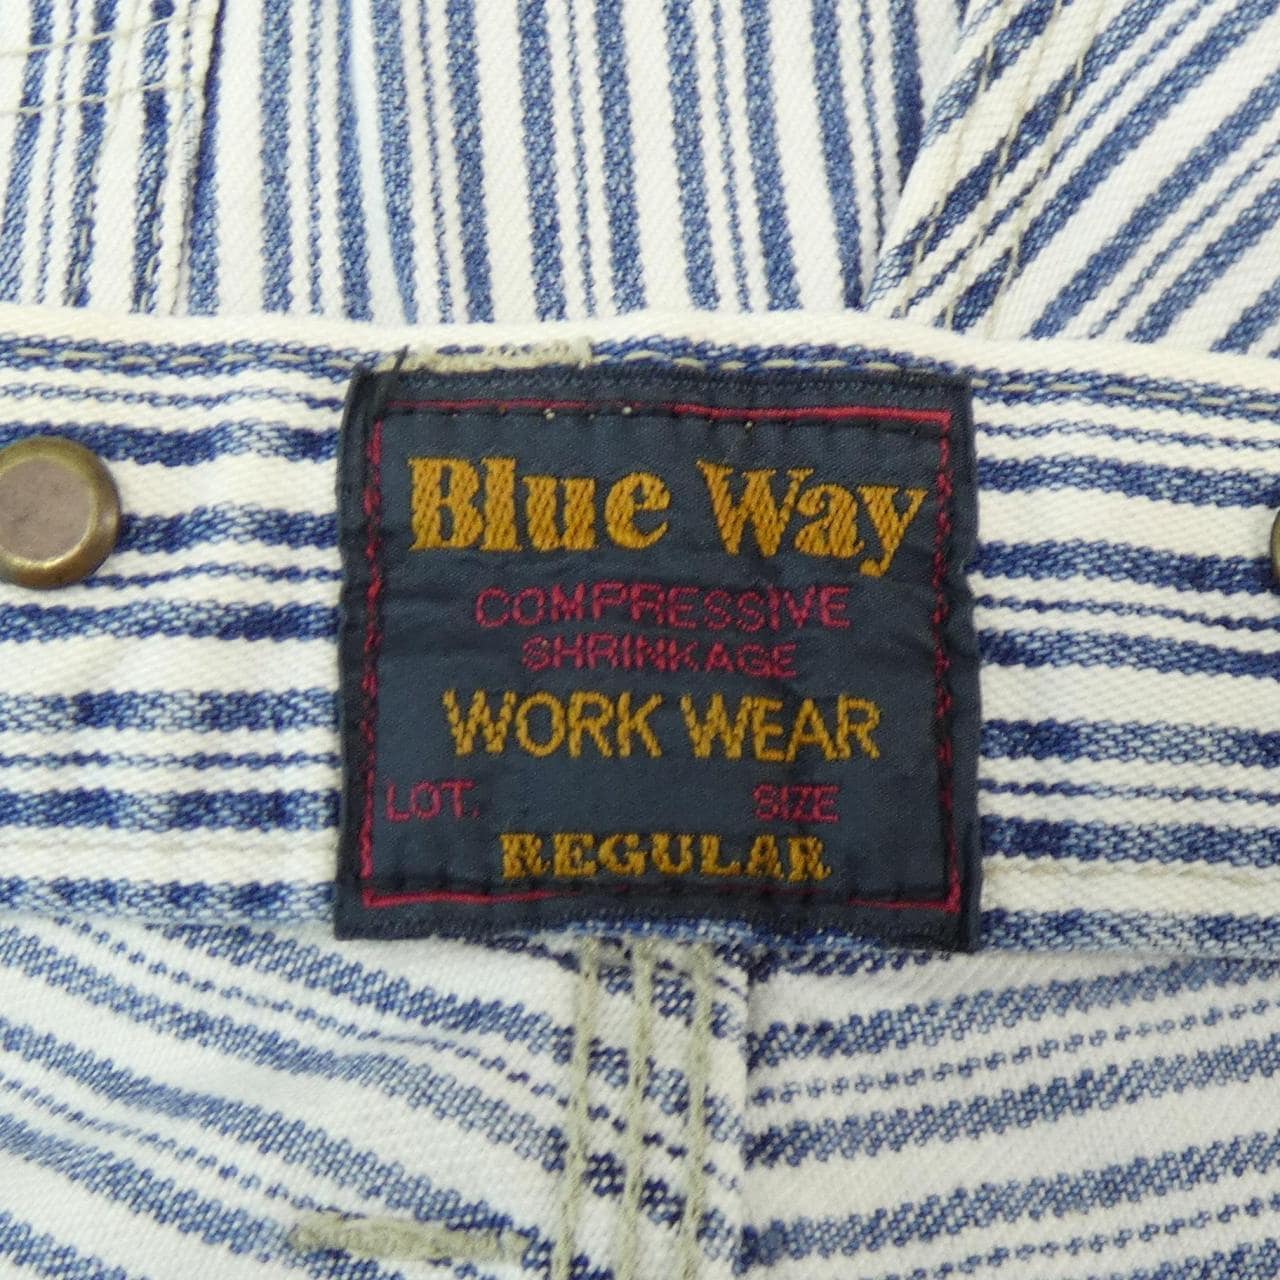 Blue Way
COMPRESSIVE
SHRINKAGE
WORK WEAR
LOT. SIZE
REGULAR